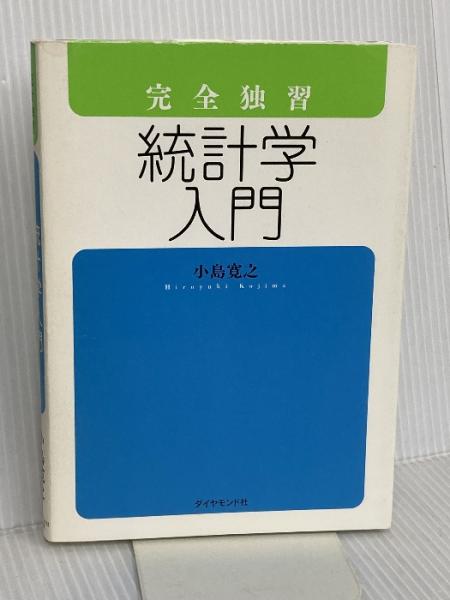 完全独習
統計学
入門
小島寛之
Hiroyuki Kojima
ダイヤモンド社